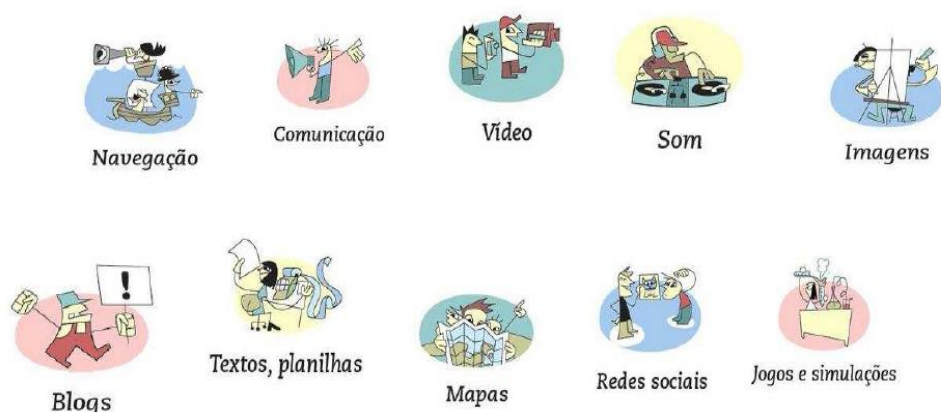 Navegação
Comunicação
Vídeo
Som
Imagens
!
Blogs
Textos, planilhas
Mapas
Redes sociais
Jogos e simulações